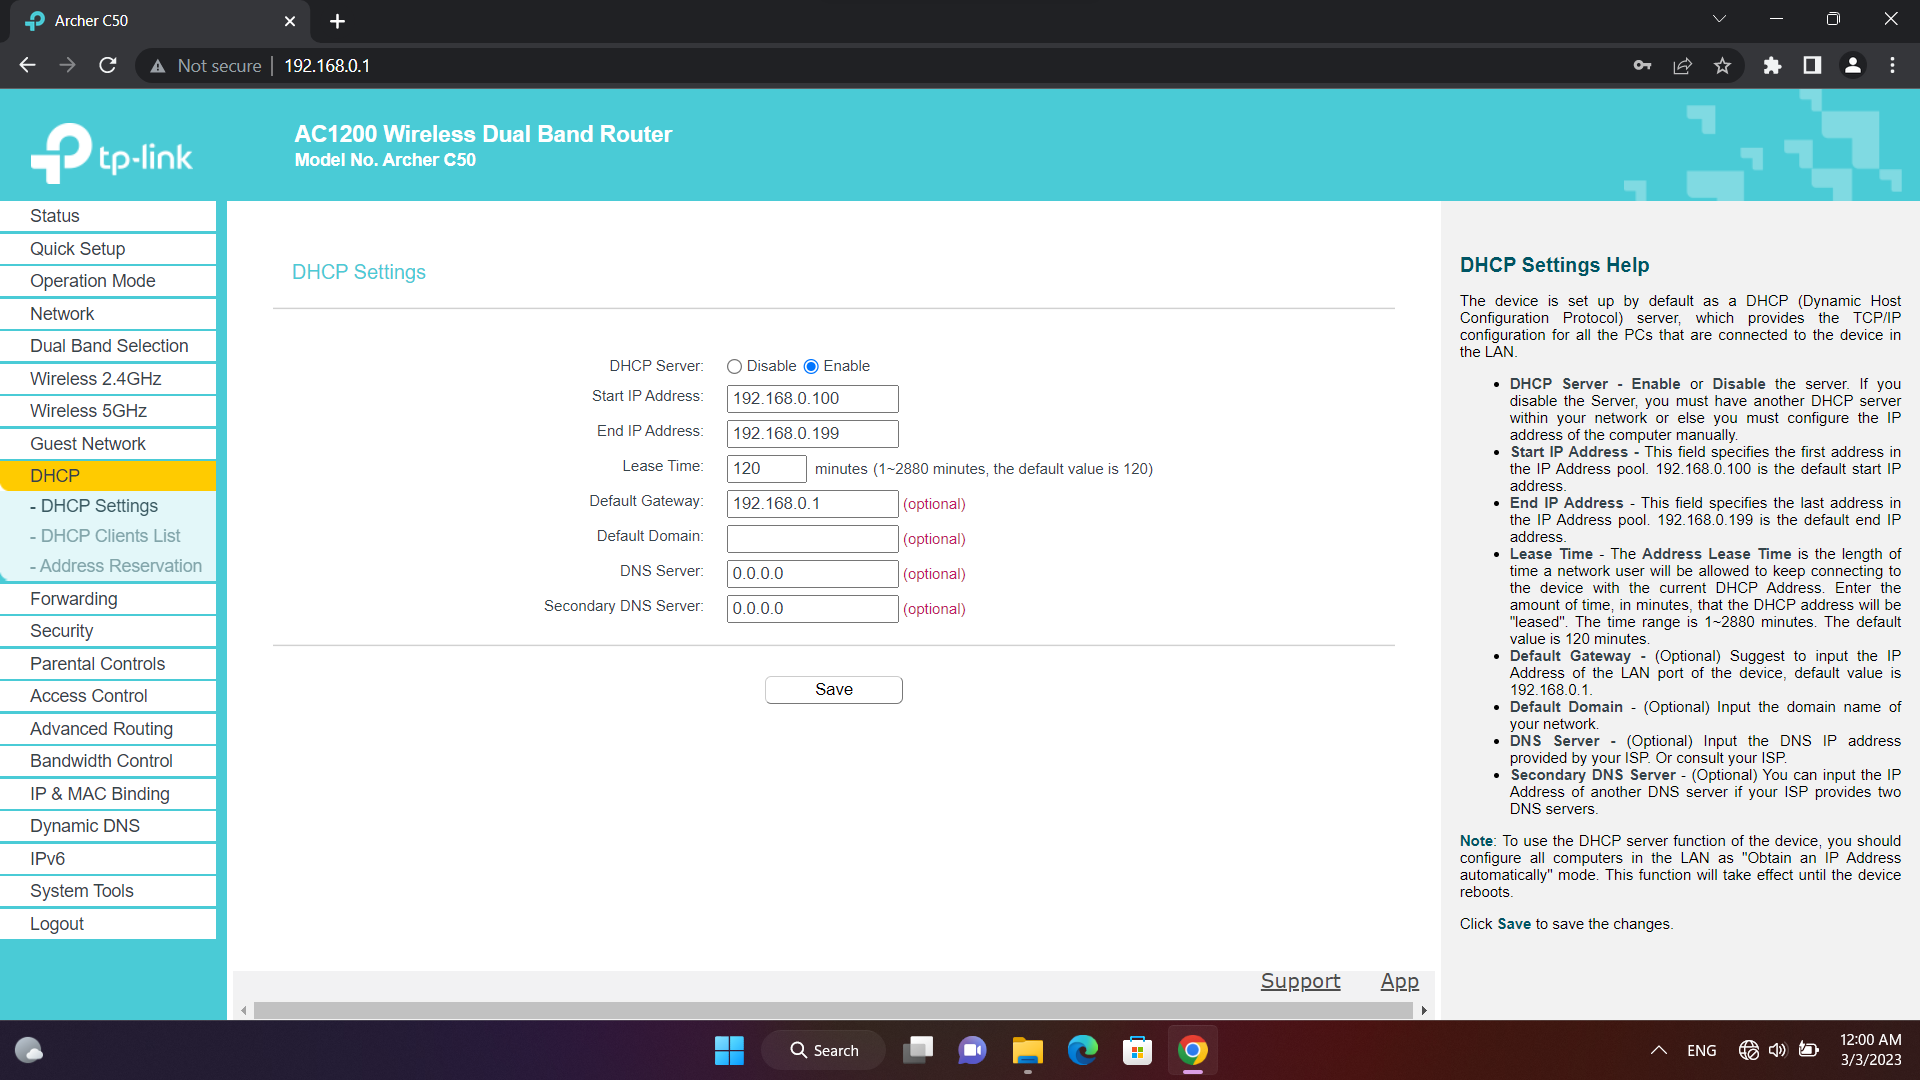 Archer C50
Not secure
192.168.0.1
tp-link
AC1200 Wireless Dual Band Router
Model No. Archer C50
Status
Quick Setup
Operation Mode
Network
Dual Band Selection
Wireless 2.4GHz
Wireless 5GHz
Guest Network
DHCP
- DHCP Settings
- DHCP Clients List
- Address Reservation
Forwarding
Security
Parental Controls
Access Control
Advanced Routing
Bandwidth Control
IP & MAC Binding
Dynamic DNS
IPv6
System Tools
Logout
DHCP Settings
DHCP Server: Disable Enable
Start IP Address: 192.168.0.100
End IP Address: 192.168.0.199
Lease Time: 120 minutes (1~2880 minutes, the default value is 120)
Default Gateway: 192.168.0.1 (optional)
Default Domain: (optional)
DNS Server: 0.0.0.0 (optional)
Secondary DNS Server: 0.0.0.0 (optional)
Save
Support App
DHCP Settings Help
The device is set up by default as a DHCP (Dynamic Host
Configuration Protocol) server, which provides the TCP/IP
configuration for all the PCs that are connected to the device in
the LAN.
• DHCP Server - Enable or Disable the server. If you
disable the Server, you must have another DHCP server
within your network or else you must configure the IP
address of the computer manually.
• Start IP Address - This field specifies the first address in
the IP Address pool. 192.168.0.100 is the default start IP
address.
• End IP Address - This field specifies the last address in
the IP Address pool. 192.168.0.199 is the default end IP
address.
• Lease Time - The Address Lease Time is the length of
time a network user will be allowed to keep connecting to
the device with the current DHCP Address. Enter the
amount of time, in minutes, that the DHCP address will be
"leased". The time range is 1~2880 minutes. The default
value is 120 minutes.
• Default Gateway - (Optional) Suggest to input the IP
Address of the LAN port of the device, default value is
192.168.0.1.
• Default Domain - (Optional) Input the domain name of
your network.
• DNS Server - (Optional) Input the DNS IP address
provided by your ISP. Or consult your ISP.
• Secondary DNS Server - (Optional) You can input the IP
Address of another DNS server if your ISP provides two
DNS servers.
Note: To use the DHCP server function of the device, you should
configure all computers in the LAN as "Obtain an IP Address
automatically" mode. This function will take effect until the device
reboots.
Click Save to save the changes.
Search
ENG
12:00 AM
3/3/2023